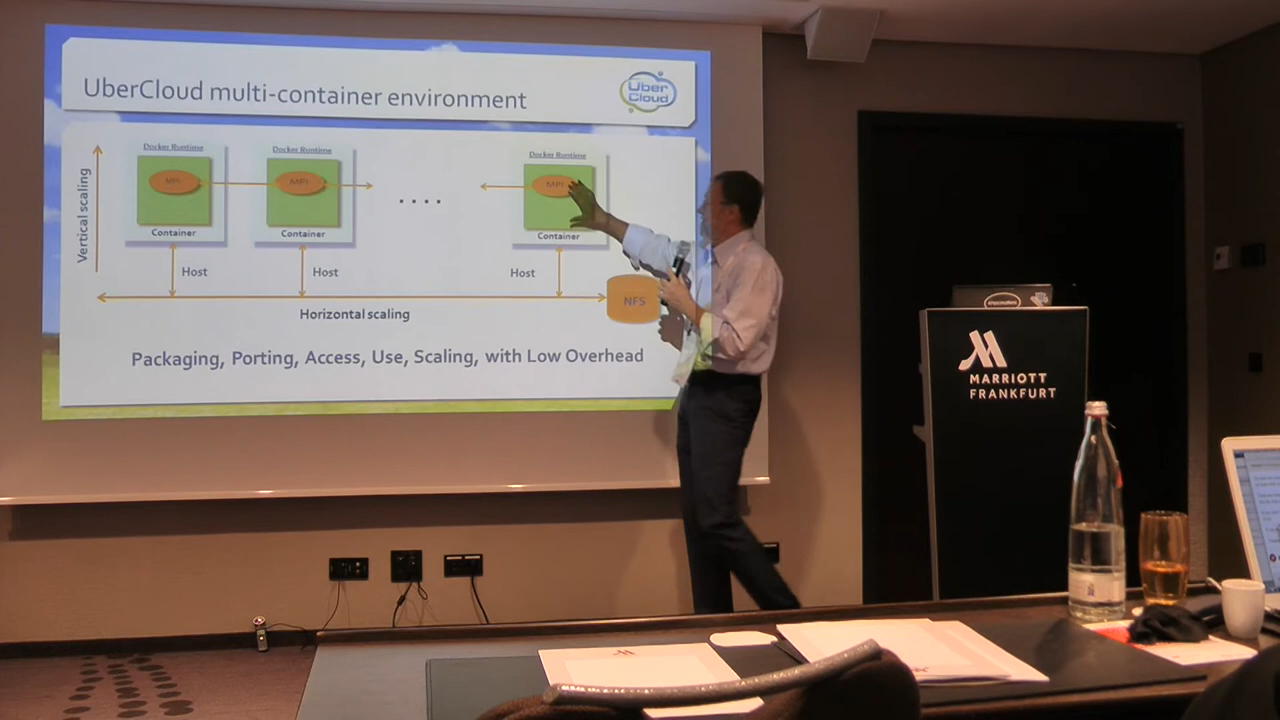 UberCloud multi-container environment
Uber
Cloud
Vertical scaling
Docker Runtime
Docker Runtime
Docker Runtime
MPI
MPI
MPI
. . . .
Container
Container
Container
Host
Host
Host
NFS
Horizontal scaling
Packaging, Porting, Access, Use, Scaling, with Low Overhead
MARRIOTT
FRANKFURT